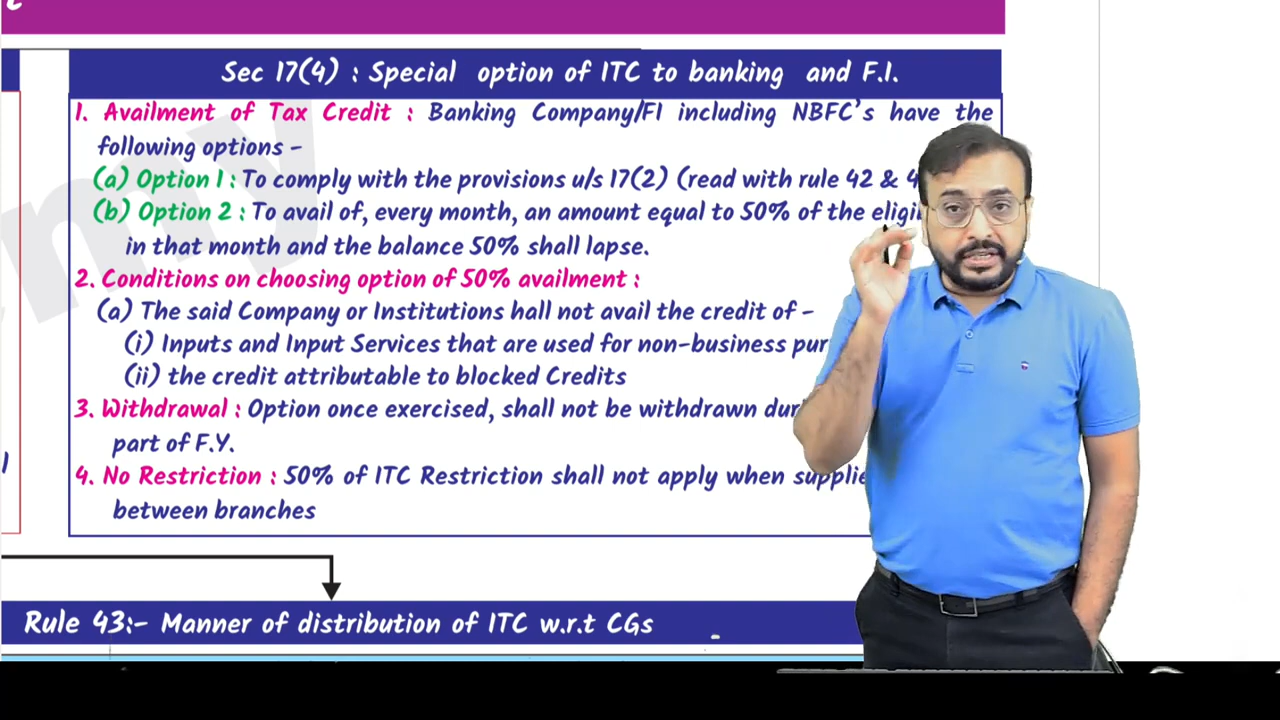 Sec 17(4) : Special option of ITC to banking and F.I.
1. Availment of Tax Credit : Banking Company/FI including NBFC's have the
following options -
(a) Option 1 : To comply with the provisions u/s 17(2) (read with rule 42 &
(b) Option 2 : To avail of, every month, an amount equal to 50% of the
in that month and the balance 50% shall lapse.
2. Conditions on choosing option of 50% availment :
(a) The said Company or Institutions hall not avail the credit of -
(i) Inputs and Input Services that are used for non-business
(ii) the credit attributable to blocked Credits
3. Withdrawal : Option once exercised, shall not be withdrawn
part of F.Y.
4. No Restriction : 50% of ITC Restriction shall not apply when
between branches
Rule 43:- Manner of distribution of ITC w.r.t CGs